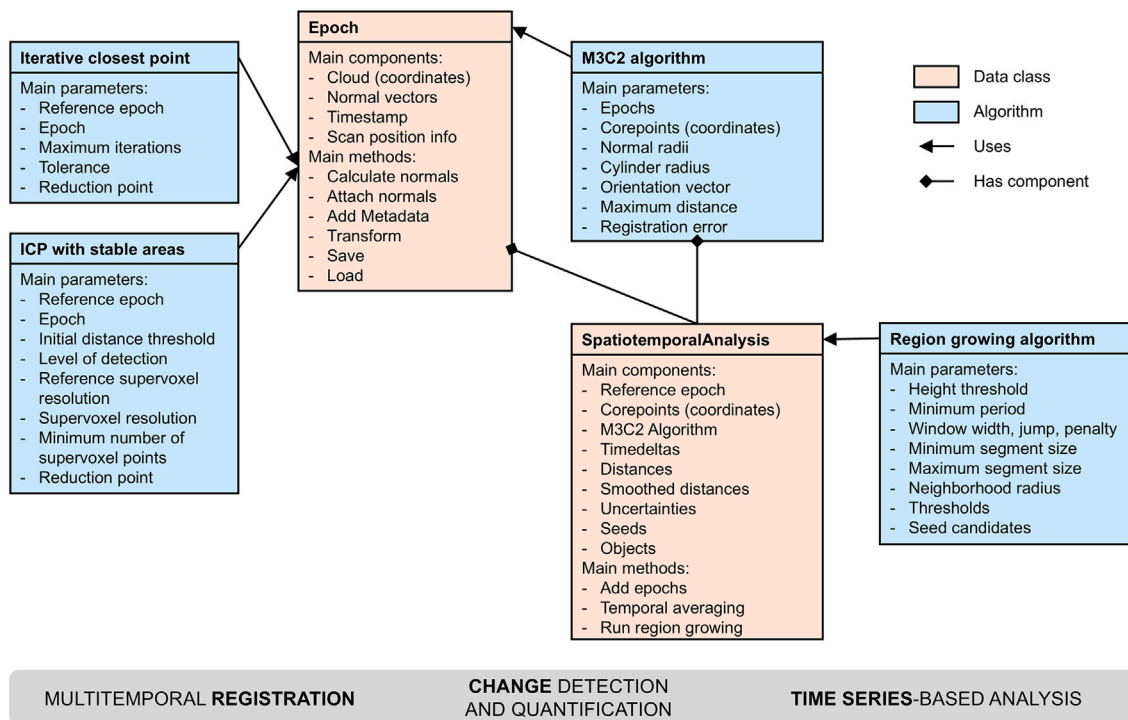 Iterative closest point
Main parameters:
- Reference epoch
- Epoch
- Maximum iterations
- Tolerance
- Reduction point
ICP with stable areas
Main parameters:
- Reference epoch
- Epoch
- Initial distance threshold
- Level of detection
- Reference supervoxel
resolution
- Supervoxel resolution
- Minimum number of
supervoxel points
- Reduction point
Epoch
Main components:
- Cloud (coordinates)
- Normal vectors
- Timestamp
- Scan position info
Main methods:
- Calculate normals
- Attach normals
- Add Metadata
- Transform
- Save
- Load
M3C2 algorithm
Main parameters:
- Epochs
- Corepoints (coordinates)
- Normal radii
- Cylinder radius
- Orientation vector
- Maximum distance
- Registration error
Data class
Algorithm
Uses
Has component
SpatiotemporalAnalysis
Main components:
- Reference epoch
- Corepoints (coordinates)
- M3C2 Algorithm
- Timedeltas
- Distances
- Smoothed distances
- Uncertainties
- Seeds
- Objects
Main methods:
- Add epochs
- Temporal averaging
- Run region growing
Region growing algorithm
Main parameters:
- Height threshold
- Minimum period
- Window width, jump, penalty
- Minimum segment size
- Maximum segment size
- Neighborhood radius
- Thresholds
- Seed candidates
MULTITEMPORAL REGISTRATION
CHANGE DETECTION
AND QUANTIFICATION
TIME SERIES-BASED ANALYSIS